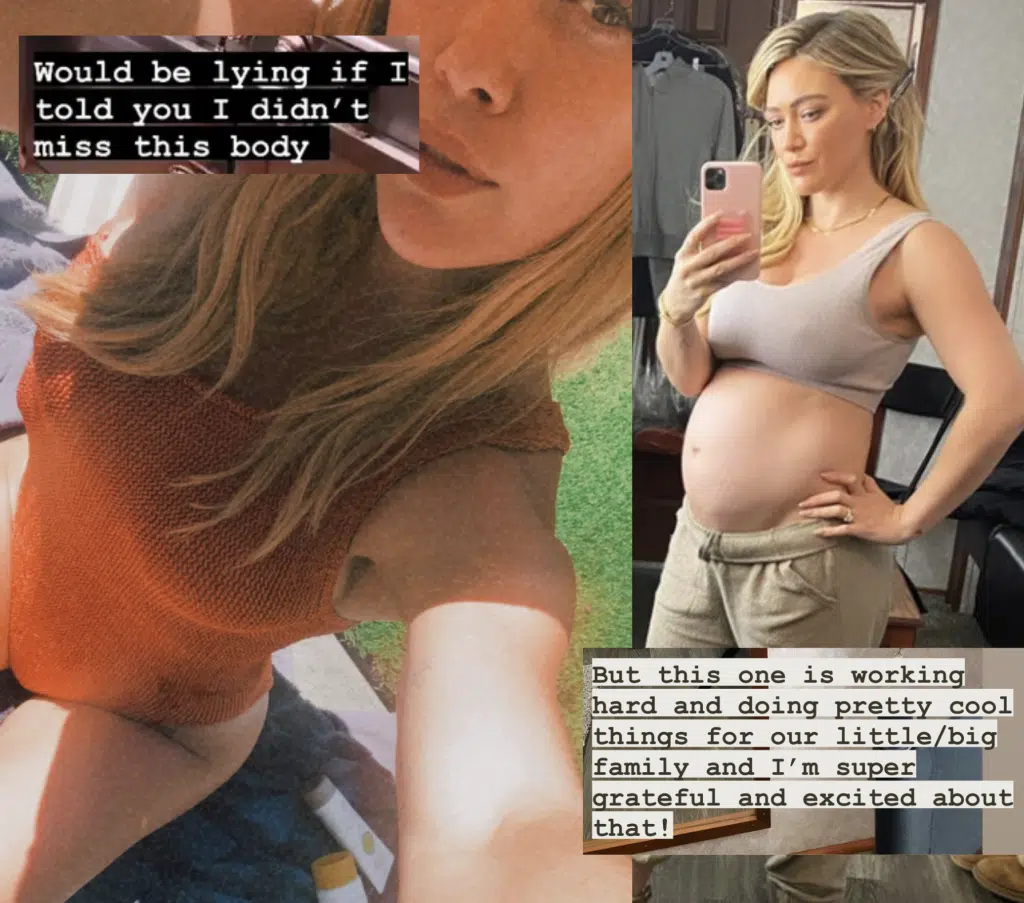 Would be lying if I
told you I didn't
miss this body
But this one is working
hard and doing pretty cool
things for our little/big
family and I'm super
grateful and excited about
that!